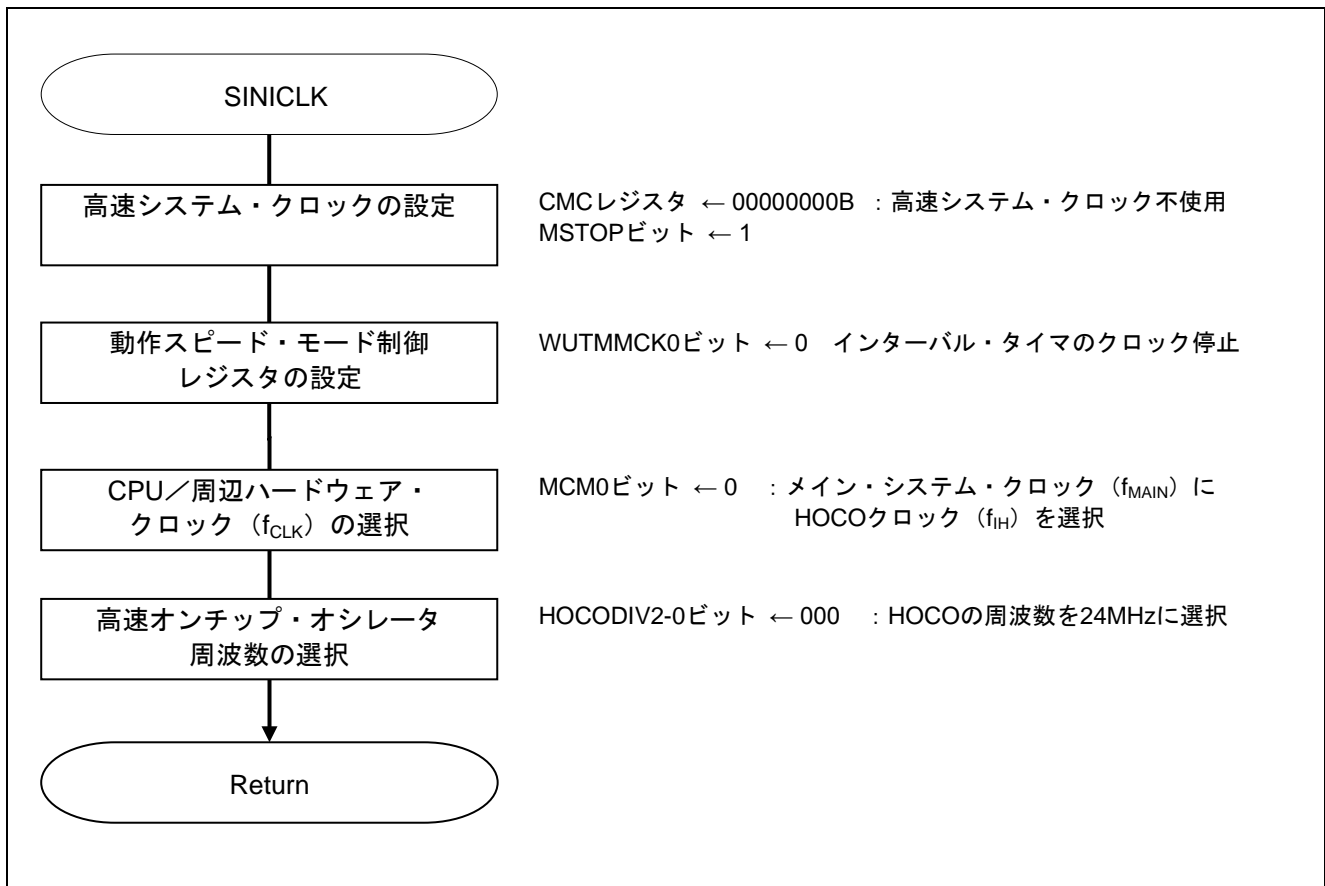 SINICLK
高速システム・クロックの設定
CMCレジスタ ← 00000000B ：高速システム・クロック不使用
MSTOPビット ← 1
動作スピード・モード制御
レジスタの設定
WUTMMCK0ビット ← 0　インターバル・タイマのクロック停止
CPU／周辺ハードウェア・
クロック（fCLK）の選択
MCM0ビット ← 0　：メイン・システム・クロック（fMAIN）に
HOCOクロック（fIH）を選択
高速オンチップ・オシレータ
周波数の選択
HOCODIV2-0ビット ← 000　：HOCOの周波数を24MHzに選択
Return